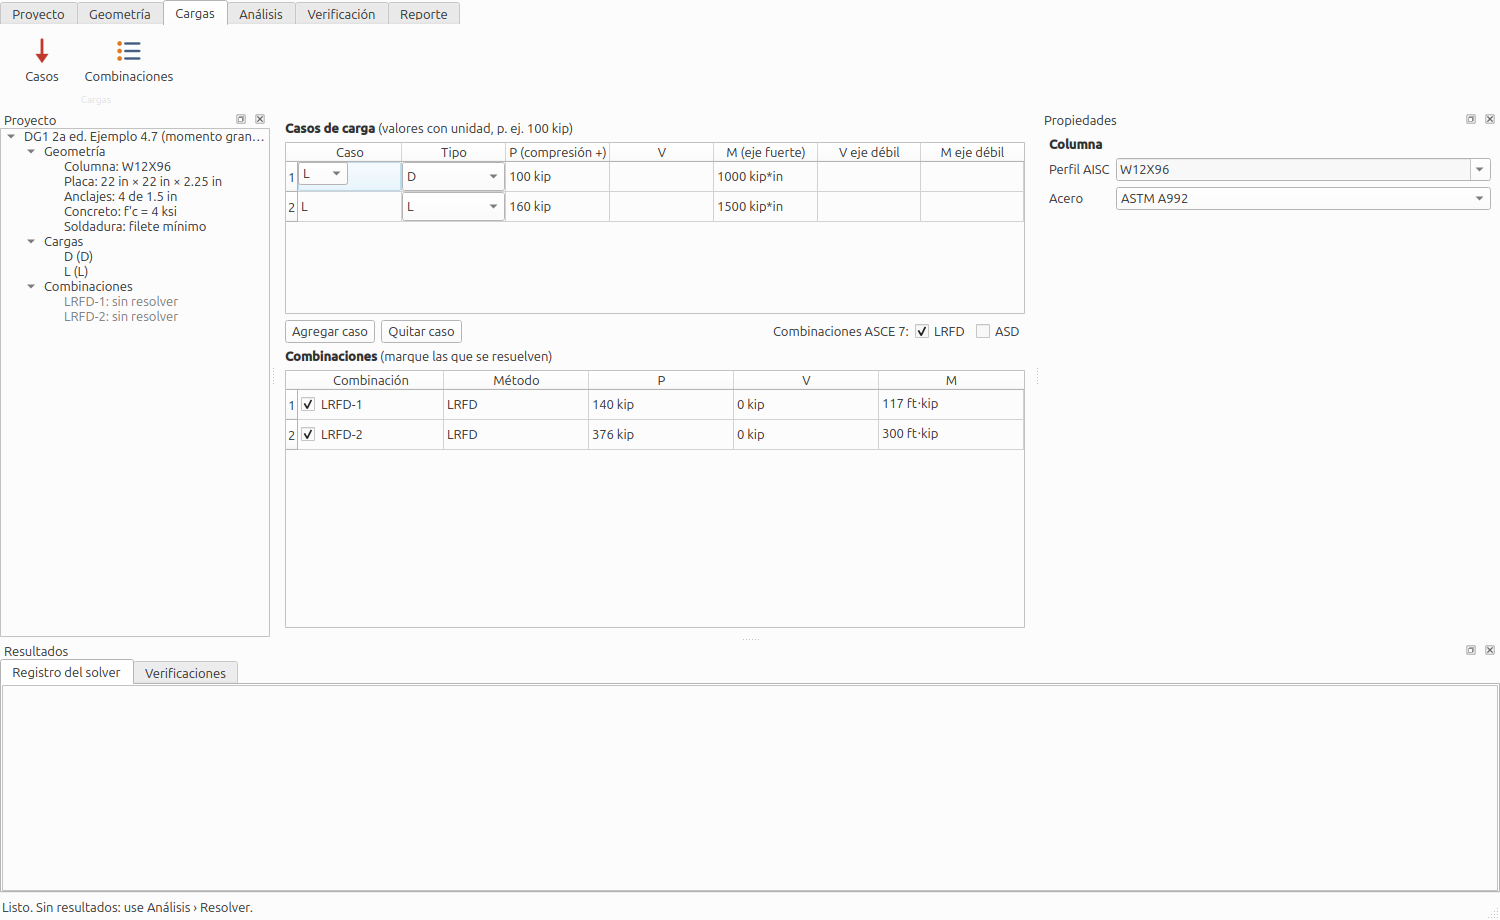 Proyecto Geometría Cargas Análisis Verificación Reporte
Casos Combinaciones
Cargas
Proyecto
DG1 2a ed. Ejemplo 4.7 (momento gran…
Geometría
Columna: W12X96
Placa: 22 in × 22 in × 2.25 in
Anclajes: 4 de 1.5 in
Concreto: f'c = 4 ksi
Soldadura: filete mínimo
Cargas
D (D)
L (L)
Combinaciones
LRFD-1: sin resolver
LRFD-2: sin resolver
Casos de carga (valores con unidad, p. ej. 100 kip)
Caso Tipo P (compresión +) V M (eje fuerte) V eje débil M eje débil
1 L D 100 kip 1000 kip*in
2 L L 160 kip 1500 kip*in
Agregar caso Quitar caso Combinaciones ASCE 7: LRFD ASD
Combinaciones (marque las que se resuelven)
Combinación Método P V M
1 LRFD-1 LRFD 140 kip 0 kip 117 ft·kip
2 LRFD-2 LRFD 376 kip 0 kip 300 ft·kip
Propiedades
Columna
Perfil AISC W12X96
Acero ASTM A992
Resultados
Registro del solver Verificaciones
Listo. Sin resultados: use Análisis › Resolver.